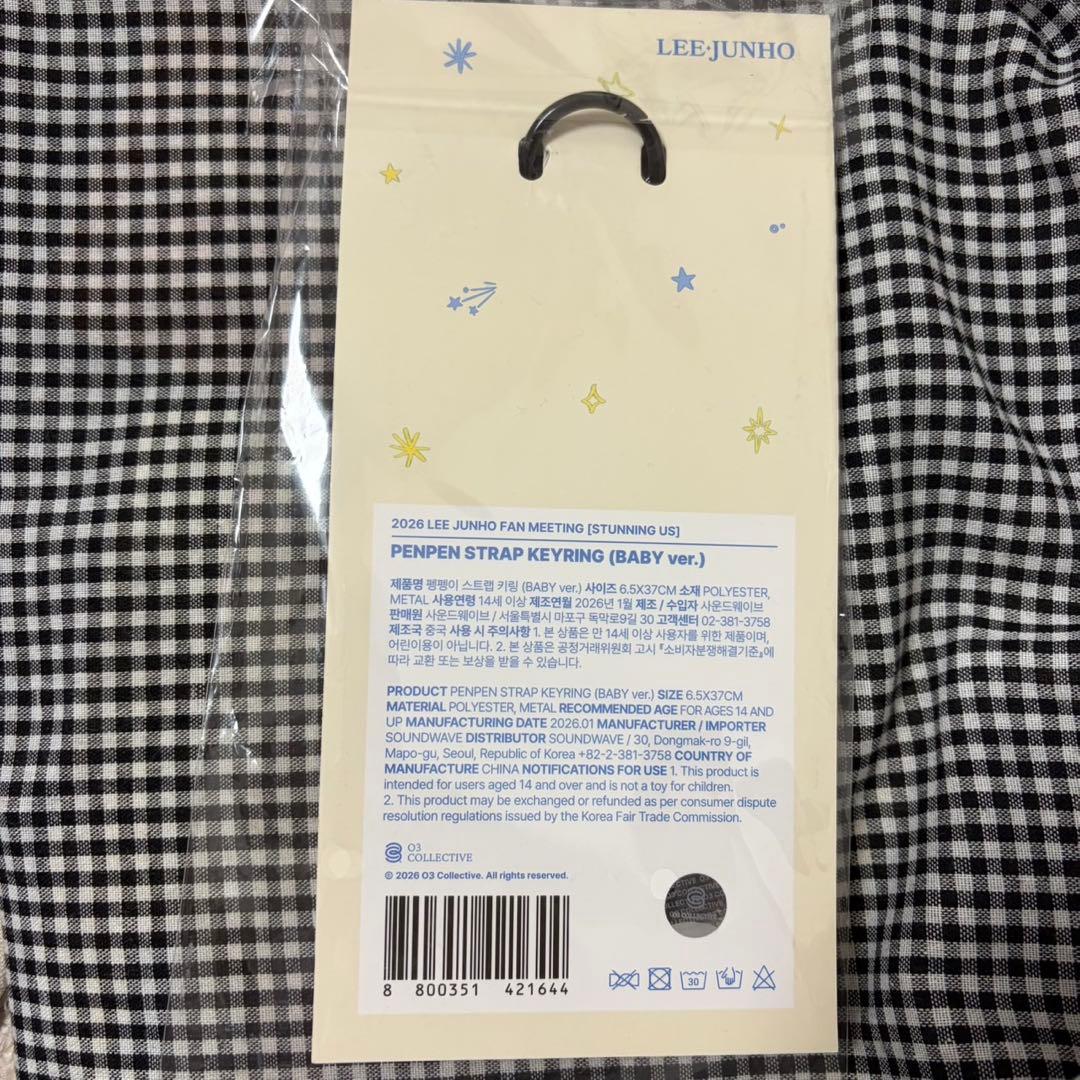 LEE·JUNHO
2026 LEE JUNHO FAN MEETING [STUNNING US]
PENPEN STRAP KEYRING (BABY ver.)
제품명 펭펭이 스트랩 키링 (BABY ver.) 사이즈 6.5X37CM 소재 POLYESTER,
METAL 사용연령 14세 이상 제조연월 2026년 1월 제조 / 수입자 사운드웨이브
판매원 사운드웨이브 / 서울특별시 마포구 독막로9길 30 고객센터 02-381-3758
제조국 중국 사용 시 주의사항 1. 본 상품은 만 14세 이상 사용자를 위한 제품이며,
어린이용이 아닙니다. 2. 본 상품은 공정거래위원회 고시 『소비자분쟁해결기준』에
따라 교환 또는 보상을 받을 수 있습니다.
PRODUCT PENPEN STRAP KEYRING (BABY ver.) SIZE 6.5X37CM
MATERIAL POLYESTER, METAL RECOMMENDED AGE FOR AGES 14 AND
UP MANUFACTURING DATE 2026.01 MANUFACTURER / IMPORTER
SOUNDWAVE DISTRIBUTOR SOUNDWAVE / 30, Dongmak-ro 9-gil,
Mapo-gu, Seoul, Republic of Korea +82-2-381-3758 COUNTRY OF
MANUFACTURE CHINA NOTIFICATIONS FOR USE 1. This product is
intended for users aged 14 and over and is not a toy for children.
2. This product may be exchanged or refunded as per consumer dispute
resolution regulations issued by the Korea Fair Trade Commission.
O3
COLLECTIVE
© 2026 O3 Collective. All rights reserved.
8 800351 421644
30